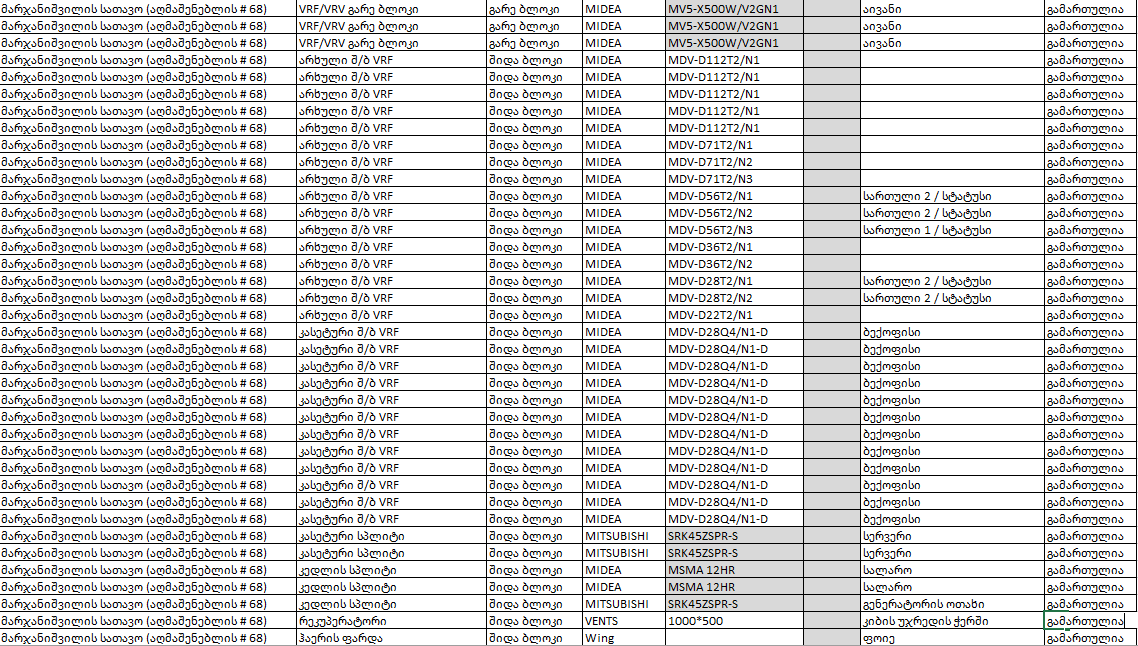 მარჯანიშვილის სათავო (აღმაშენებლის # 68) VRF/VRV გარე ბლოკი გარე ბლოკი MIDEA MV5-X500W/V2GN1 აივანი გამართულია
მარჯანიშვილის სათავო (აღმაშენებლის # 68) VRF/VRV გარე ბლოკი გარე ბლოკი MIDEA MV5-X500W/V2GN1 აივანი გამართულია
მარჯანიშვილის სათავო (აღმაშენებლის # 68) VRF/VRV გარე ბლოკი გარე ბლოკი MIDEA MV5-X500W/V2GN1 აივანი გამართულია
მარჯანიშვილის სათავო (აღმაშენებლის # 68) არხული შ/ბ VRF შიდა ბლოკი MIDEA MDV-D112T2/N1 გამართულია
მარჯანიშვილის სათავო (აღმაშენებლის # 68) არხული შ/ბ VRF შიდა ბლოკი MIDEA MDV-D112T2/N1 გამართულია
მარჯანიშვილის სათავო (აღმაშენებლის # 68) არხული შ/ბ VRF შიდა ბლოკი MIDEA MDV-D112T2/N1 გამართულია
მარჯანიშვილის სათავო (აღმაშენებლის # 68) არხული შ/ბ VRF შიდა ბლოკი MIDEA MDV-D112T2/N1 გამართულია
მარჯანიშვილის სათავო (აღმაშენებლის # 68) არხული შ/ბ VRF შიდა ბლოკი MIDEA MDV-D112T2/N1 გამართულია
მარჯანიშვილის სათავო (აღმაშენებლის # 68) არხული შ/ბ VRF შიდა ბლოკი MIDEA MDV-D71T2/N1 გამართულია
მარჯანიშვილის სათავო (აღმაშენებლის # 68) არხული შ/ბ VRF შიდა ბლოკი MIDEA MDV-D71T2/N2 გამართულია
მარჯანიშვილის სათავო (აღმაშენებლის # 68) არხული შ/ბ VRF შიდა ბლოკი MIDEA MDV-D71T2/N3 გამართულია
მარჯანიშვილის სათავო (აღმაშენებლის # 68) არხული შ/ბ VRF შიდა ბლოკი MIDEA MDV-D56T2/N1 სართული 2 / სტატუსი გამართულია
მარჯანიშვილის სათავო (აღმაშენებლის # 68) არხული შ/ბ VRF შიდა ბლოკი MIDEA MDV-D56T2/N2 სართული 2 / სტატუსი გამართულია
მარჯანიშვილის სათავო (აღმაშენებლის # 68) არხული შ/ბ VRF შიდა ბლოკი MIDEA MDV-D56T2/N3 სართული 1 / სტატუსი გამართულია
მარჯანიშვილის სათავო (აღმაშენებლის # 68) არხული შ/ბ VRF შიდა ბლოკი MIDEA MDV-D36T2/N1 გამართულია
მარჯანიშვილის სათავო (აღმაშენებლის # 68) არხული შ/ბ VRF შიდა ბლოკი MIDEA MDV-D36T2/N2 გამართულია
მარჯანიშვილის სათავო (აღმაშენებლის # 68) არხული შ/ბ VRF შიდა ბლოკი MIDEA MDV-D28T2/N1 სართული 2 / სტატუსი გამართულია
მარჯანიშვილის სათავო (აღმაშენებლის # 68) არხული შ/ბ VRF შიდა ბლოკი MIDEA MDV-D28T2/N2 სართული 2 / სტატუსი გამართულია
მარჯანიშვილის სათავო (აღმაშენებლის # 68) არხული შ/ბ VRF შიდა ბლოკი MIDEA MDV-D22T2/N1 გამართულია
მარჯანიშვილის სათავო (აღმაშენებლის # 68) კასეტური შ/ბ VRF შიდა ბლოკი MIDEA MDV-D28Q4/N1-D ბექოფისი გამართულია
მარჯანიშვილის სათავო (აღმაშენებლის # 68) კასეტური შ/ბ VRF შიდა ბლოკი MIDEA MDV-D28Q4/N1-D ბექოფისი გამართულია
მარჯანიშვილის სათავო (აღმაშენებლის # 68) კასეტური შ/ბ VRF შიდა ბლოკი MIDEA MDV-D28Q4/N1-D ბექოფისი გამართულია
მარჯანიშვილის სათავო (აღმაშენებლის # 68) კასეტური შ/ბ VRF შიდა ბლოკი MIDEA MDV-D28Q4/N1-D ბექოფისი გამართულია
მარჯანიშვილის სათავო (აღმაშენებლის # 68) კასეტური შ/ბ VRF შიდა ბლოკი MIDEA MDV-D28Q4/N1-D ბექოფისი გამართულია
მარჯანიშვილის სათავო (აღმაშენებლის # 68) კასეტური შ/ბ VRF შიდა ბლოკი MIDEA MDV-D28Q4/N1-D ბექოფისი გამართულია
მარჯანიშვილის სათავო (აღმაშენებლის # 68) კასეტური შ/ბ VRF შიდა ბლოკი MIDEA MDV-D28Q4/N1-D ბექოფისი გამართულია
მარჯანიშვილის სათავო (აღმაშენებლის # 68) კასეტური შ/ბ VRF შიდა ბლოკი MIDEA MDV-D28Q4/N1-D ბექოფისი გამართულია
მარჯანიშვილის სათავო (აღმაშენებლის # 68) კასეტური შ/ბ VRF შიდა ბლოკი MIDEA MDV-D28Q4/N1-D ბექოფისი გამართულია
მარჯანიშვილის სათავო (აღმაშენებლის # 68) კასეტური შ/ბ VRF შიდა ბლოკი MIDEA MDV-D28Q4/N1-D ბექოფისი გამართულია
მარჯანიშვილის სათავო (აღმაშენებლის # 68) კასეტური შ/ბ VRF შიდა ბლოკი MIDEA MDV-D28Q4/N1-D ბექოფისი გამართულია
მარჯანიშვილის სათავო (აღმაშენებლის # 68) კასეტური შ/ბ VRF შიდა ბლოკი MIDEA MDV-D28Q4/N1-D ბექოფისი გამართულია
მარჯანიშვილის სათავო (აღმაშენებლის # 68) კასეტური სპლიტი შიდა ბლოკი MITSUBISHI SRK45ZSPR-S სერვერი გამართულია
მარჯანიშვილის სათავო (აღმაშენებლის # 68) კასეტური სპლიტი შიდა ბლოკი MITSUBISHI SRK45ZSPR-S სერვერი გამართულია
მარჯანიშვილის სათავო (აღმაშენებლის # 68) კედლის სპლიტი შიდა ბლოკი MIDEA MSMA 12HR სალარო გამართულია
მარჯანიშვილის სათავო (აღმაშენებლის # 68) კედლის სპლიტი შიდა ბლოკი MIDEA MSMA 12HR სალარო გამართულია
მარჯანიშვილის სათავო (აღმაშენებლის # 68) კედლის სპლიტი შიდა ბლოკი MITSUBISHI SRK45ZSPR-S გენერატორის ოთახი გამართულია
მარჯანიშვილის სათავო (აღმაშენებლის # 68) რეკუპერატორი შიდა ბლოკი VENTS 1000*500 კიბის უჯრედის ჭერში გამართულია
მარჯანიშვილის სათავო (აღმაშენებლის # 68) ჰაერის ფარდა შიდა ბლოკი Wing ფოიე გამართულია